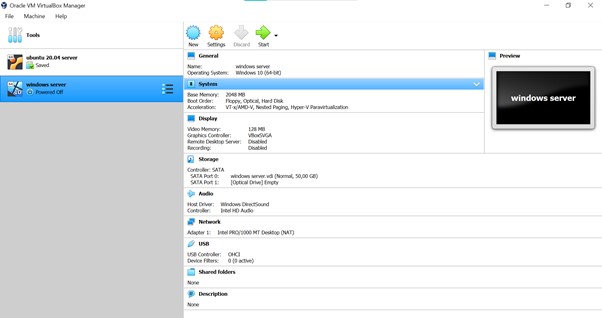 Oracle VM VirtualBox Manager
File Machine Help
Tools
ubuntu 20.04 server
Saved
windows server
Powered Off
New Settings Discard Start
General
Name: windows server
Operating System: Windows 10 (64-bit)
System
Base Memory: 2048 MB
Boot Order: Floppy, Optical, Hard Disk
Acceleration: VT-x/AMD-V, Nested Paging, Hyper-V Paravirtualization
Display
Video Memory: 128 MB
Graphics Controller: VBoxSVGA
Remote Desktop Server: Disabled
Recording: Disabled
Storage
Controller: SATA
SATA Port 0: windows server.vdi (Normal, 50,00 GB)
SATA Port 1: [Optical Drive] Empty
Audio
Host Driver: Windows DirectSound
Controller: Intel HD Audio
Network
Adapter 1: Intel PRO/1000 MT Desktop (NAT)
USB
USB Controller: OHCI
Device Filters: 0 (0 active)
Shared folders
None
Description
None
Preview
windows server